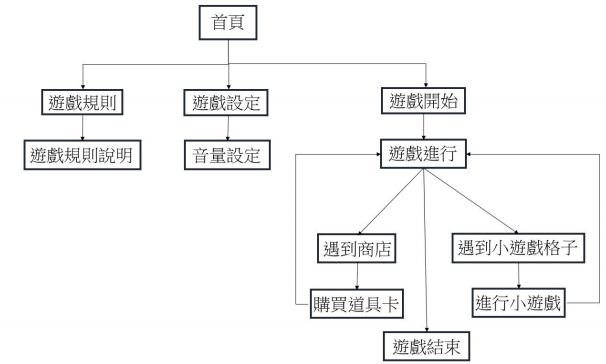 首頁
遊戲規則
遊戲設定
遊戲開始
遊戲規則說明
音量設定
遊戲進行
遇到商店
遇到小遊戲格子
購買道具卡
進行小遊戲
遊戲結束